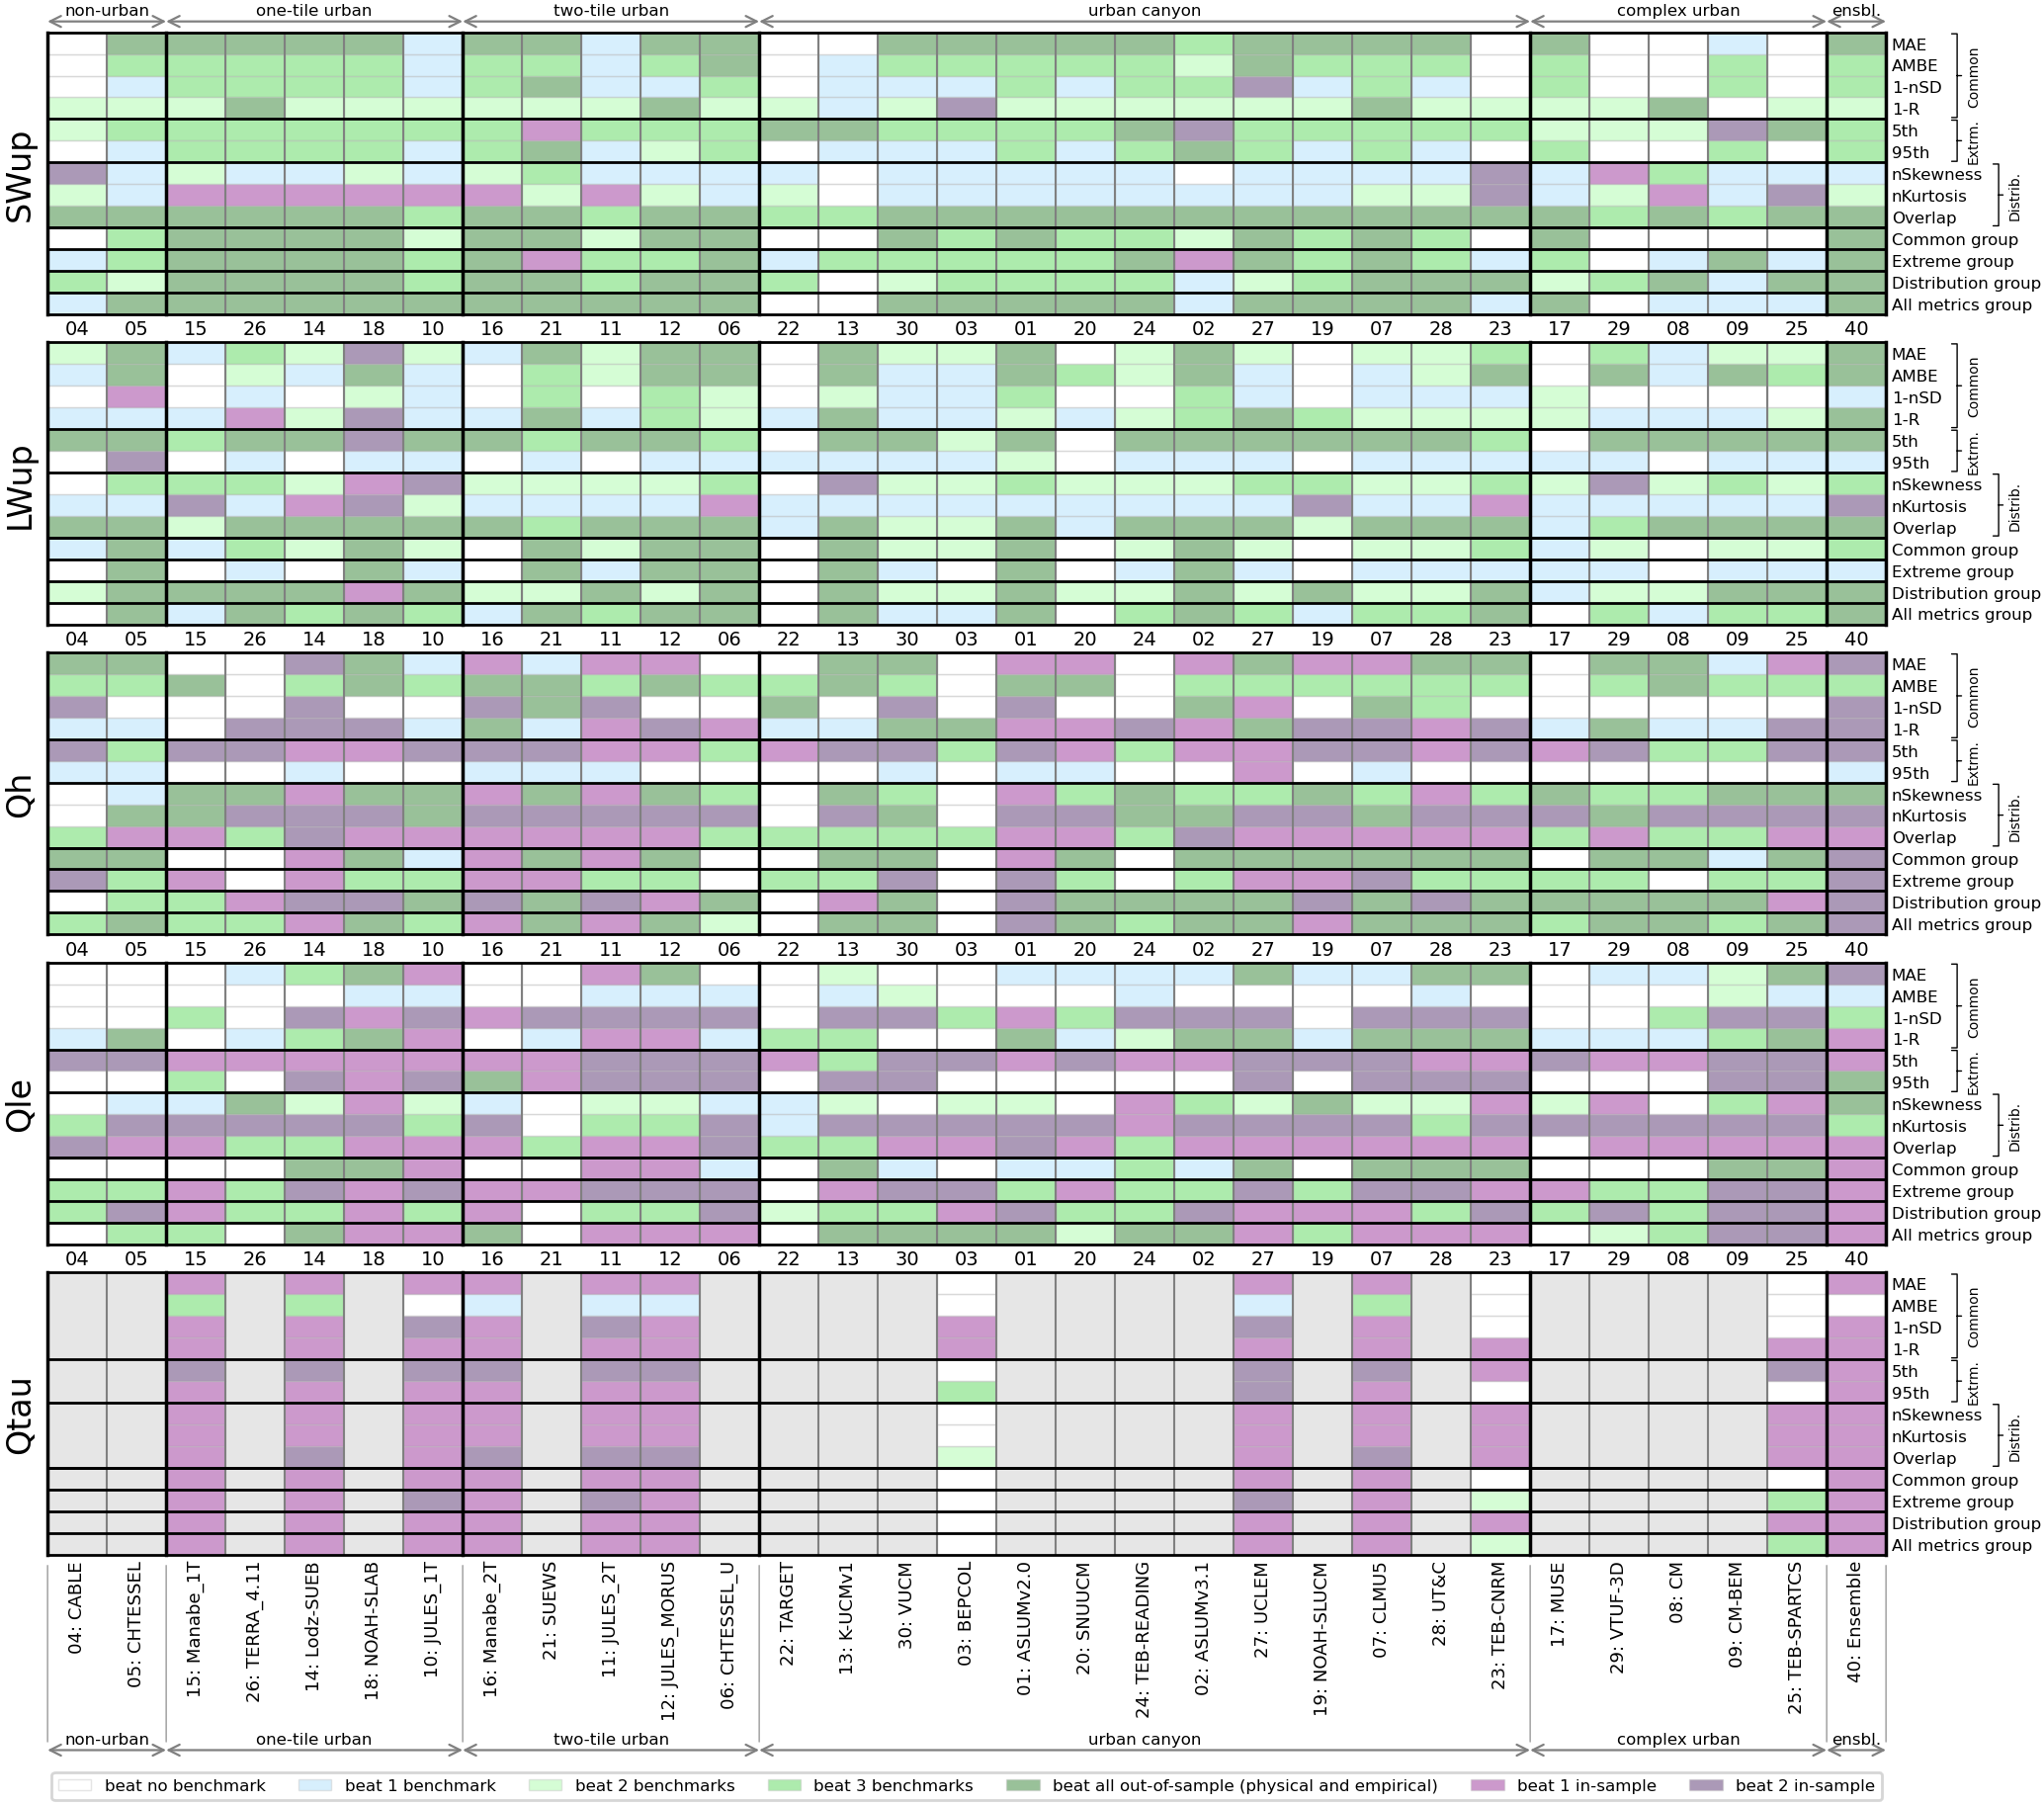 non-urban one-tile urban two-tile urban urban canyon complex urban ensbl.
SWup
MAE
AMBE
1-nSD
1-R
Common
5th
95th
Extrm.
nSkewness
nKurtosis
Overlap
Distrib.
Common group
Extreme group
Distribution group
All metrics group
04 05 15 26 14 18 10 16 21 11 12 06 22 13 30 03 01 20 24 02 27 19 07 28 23 17 29 08 09 25 40
LWup
MAE
AMBE
1-nSD
1-R
Common
5th
95th
Extrm.
nSkewness
nKurtosis
Overlap
Distrib.
Common group
Extreme group
Distribution group
All metrics group
04 05 15 26 14 18 10 16 21 11 12 06 22 13 30 03 01 20 24 02 27 19 07 28 23 17 29 08 09 25 40
Qh
MAE
AMBE
1-nSD
1-R
Common
5th
95th
Extrm.
nSkewness
nKurtosis
Overlap
Distrib.
Common group
Extreme group
Distribution group
All metrics group
04 05 15 26 14 18 10 16 21 11 12 06 22 13 30 03 01 20 24 02 27 19 07 28 23 17 29 08 09 25 40
Qle
MAE
AMBE
1-nSD
1-R
Common
5th
95th
Extrm.
nSkewness
nKurtosis
Overlap
Distrib.
Common group
Extreme group
Distribution group
All metrics group
04 05 15 26 14 18 10 16 21 11 12 06 22 13 30 03 01 20 24 02 27 19 07 28 23 17 29 08 09 25 40
Qtau
MAE
AMBE
1-nSD
1-R
Common
5th
95th
Extrm.
nSkewness
nKurtosis
Overlap
Distrib.
Common group
Extreme group
Distribution group
All metrics group
04: CABLE
05: CHTESSEL
15: Manabe_1T
26: TERRA_4.11
14: Lodz-SUEB
18: NOAH-SLAB
10: JULES_1T
16: Manabe_2T
21: SUEWS
11: JULES_2T
12: JULES_MORUS
06: CHTESSEL_U
22: TARGET
13: K-UCMv1
30: VUCM
03: BEPCOL
01: ASLUMv2.0
20: SNUUCM
24: TEB-READING
02: ASLUMv3.1
27: UCLEM
19: NOAH-SLUCM
07: CLMU5
28: UT&C
23: TEB-CNRM
17: MUSE
29: VTUF-3D
08: CM
09: CM-BEM
25: TEB-SPARTCS
40: Ensemble
non-urban one-tile urban two-tile urban urban canyon complex urban ensbl.
beat no benchmark beat 1 benchmark beat 2 benchmarks beat 3 benchmarks beat all out-of-sample (physical and empirical) beat 1 in-sample beat 2 in-sample